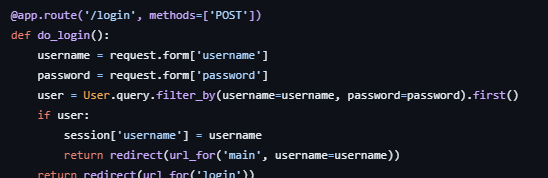 @app.route('/login', methods=['POST'])
def do_login():
    username = request.form['username']
    password = request.form['password']
    user = User.query.filter_by(username=username, password=password).first()
    if user:
        session['username'] = username
        return redirect(url_for('main', username=username))
    return redirect(url_for('login'))